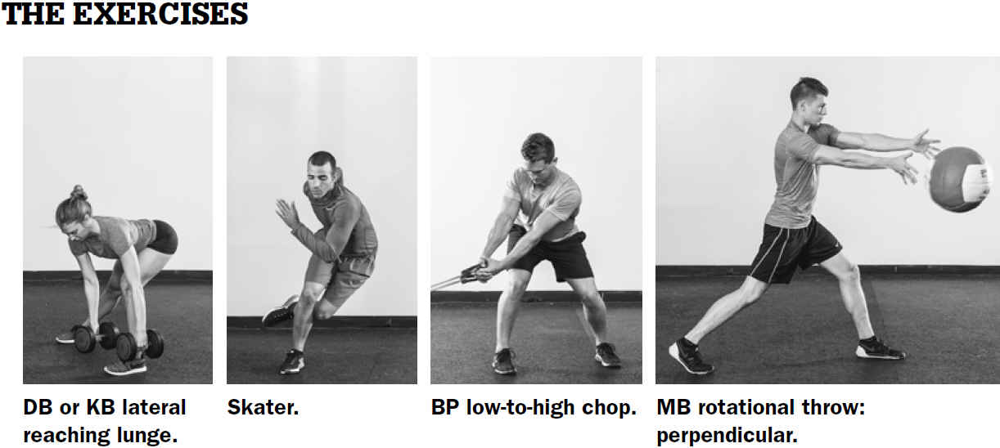 THE EXERCISES
DB or KB lateral
reaching lunge.
Skater.
BP low-to-high chop.
MB rotational throw:
perpendicular.